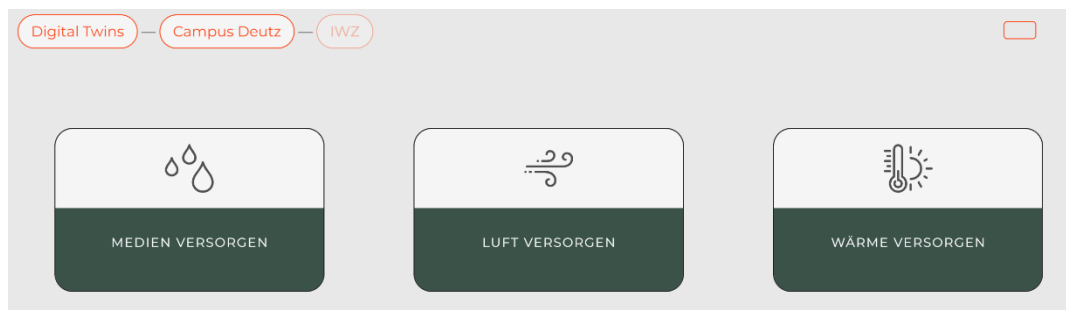 Digital Twins — Campus Deutz — IWZ
MEDIEN VERSORGEN
LUFT VERSORGEN
WÄRME VERSORGEN